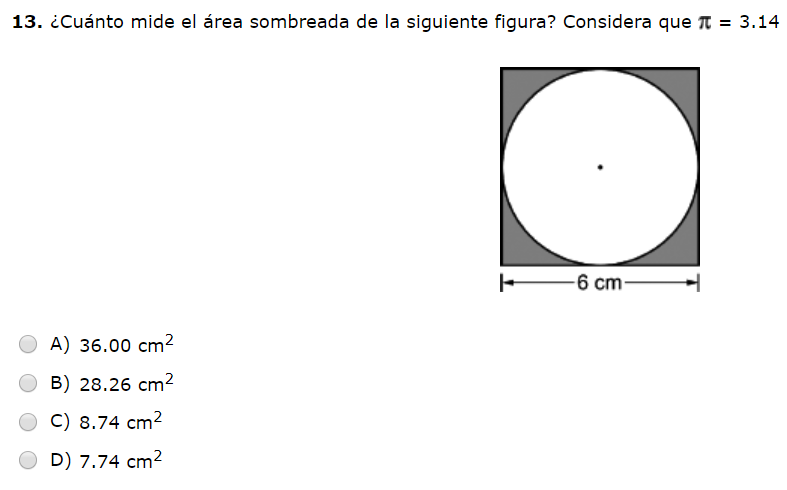 13. ¿Cuánto mide el área sombreada de la siguiente figura? Considera que π = 3.14
6 cm
A) 36.00 cm²
B) 28.26 cm²
C) 8.74 cm²
D) 7.74 cm²